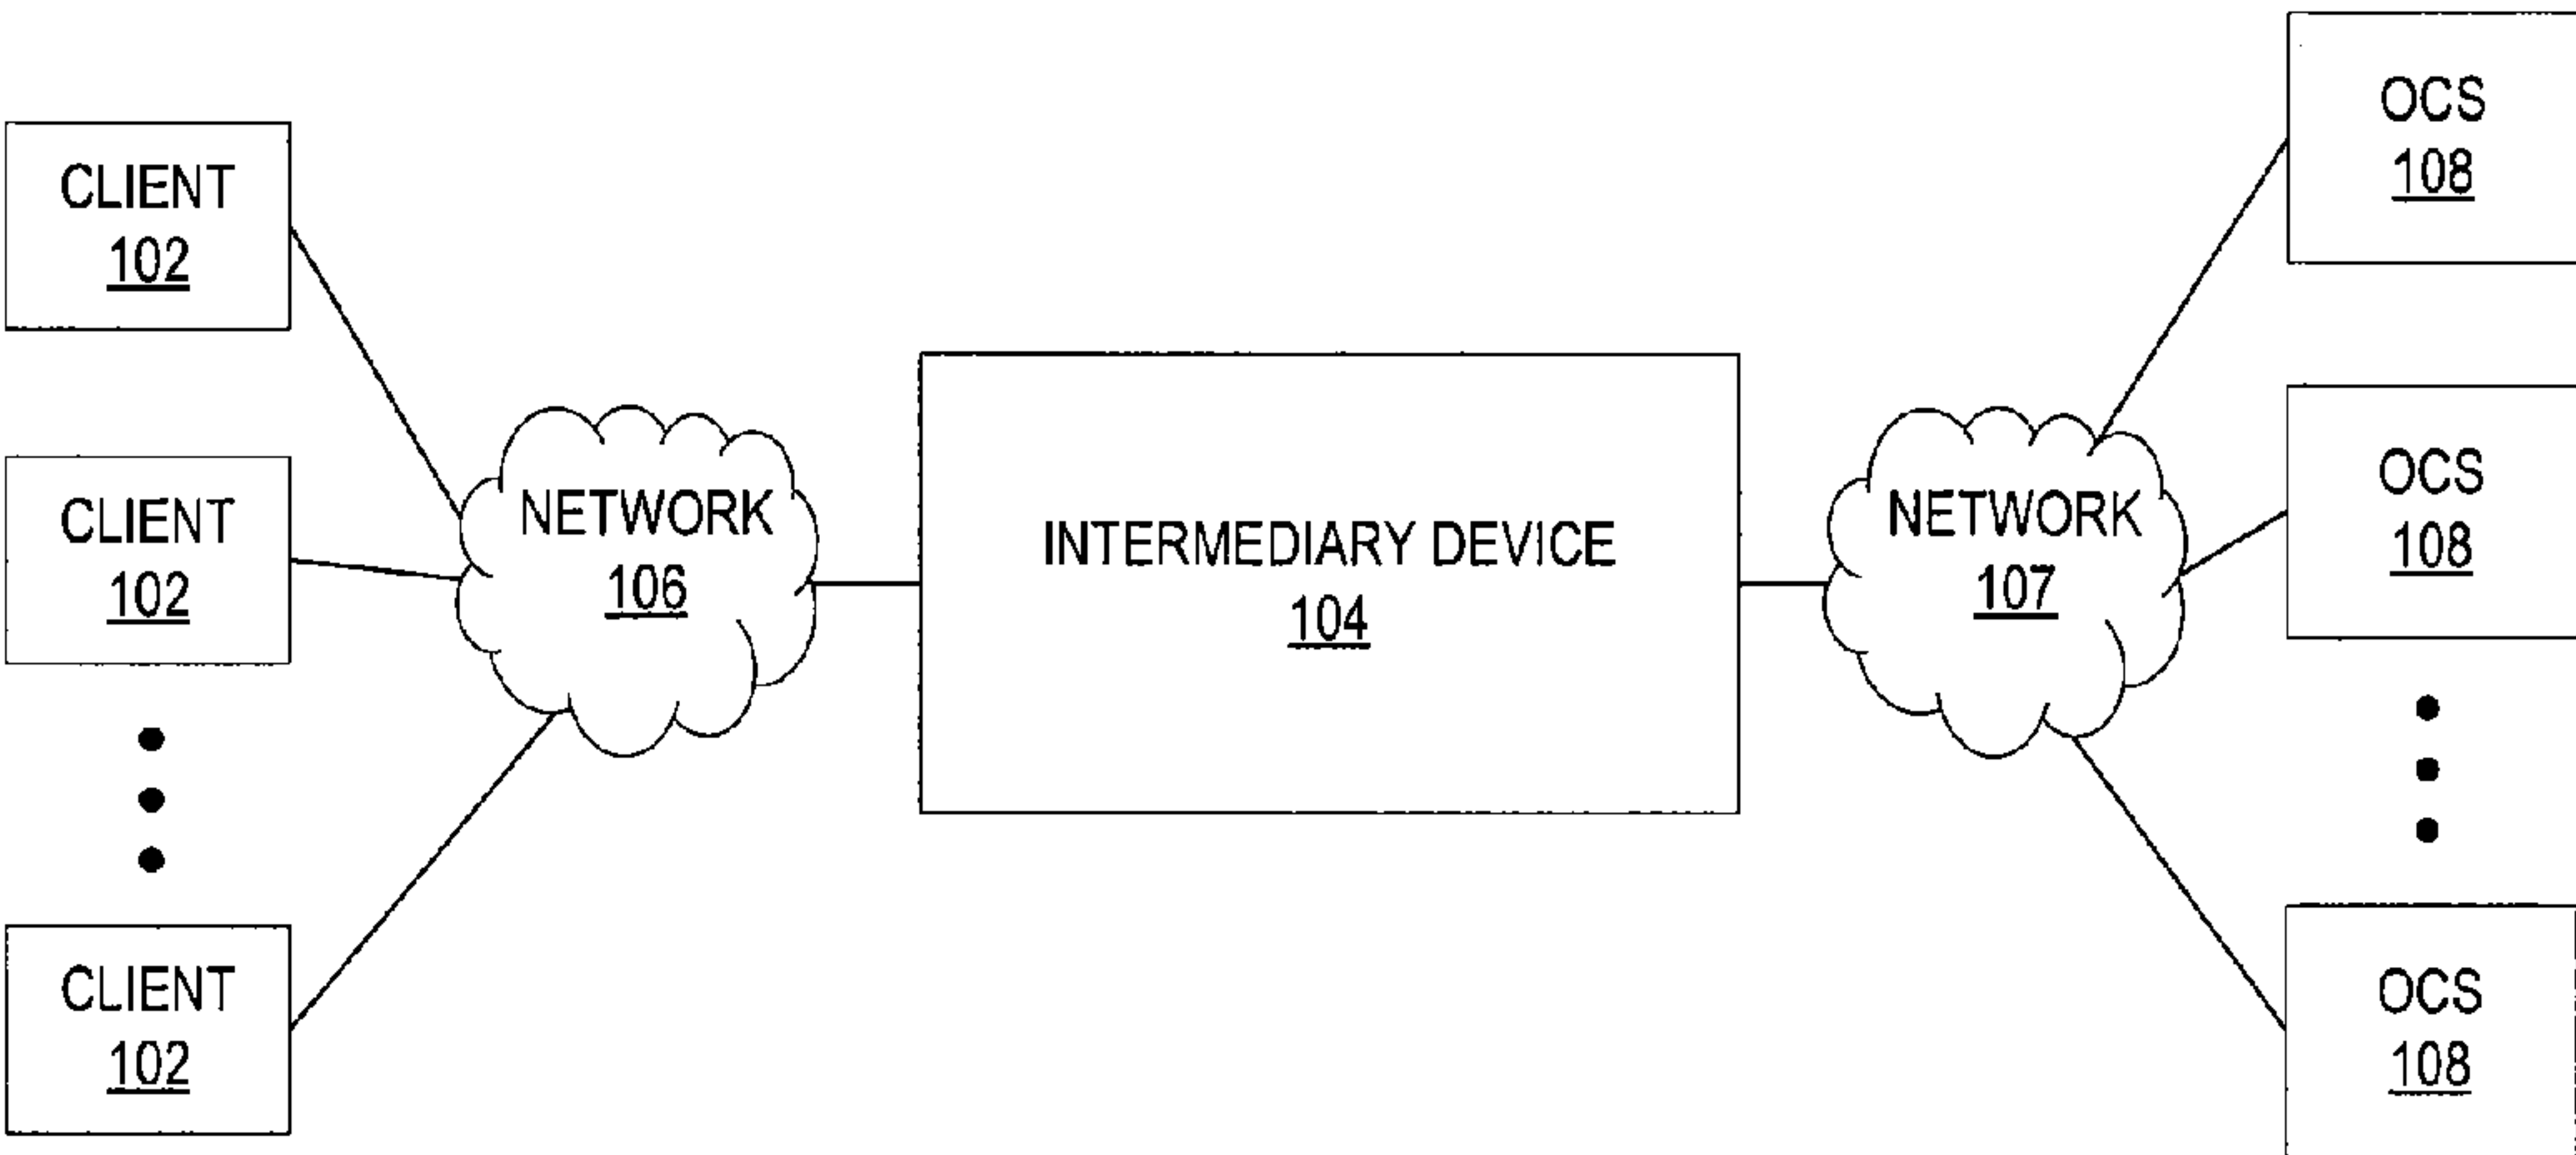 CLIENT
102
CLIENT
102
CLIENT
102
NETWORK
106
INTERMEDIARY DEVICE
104
NETWORK
107
OCS
108
OCS
108
OCS
108